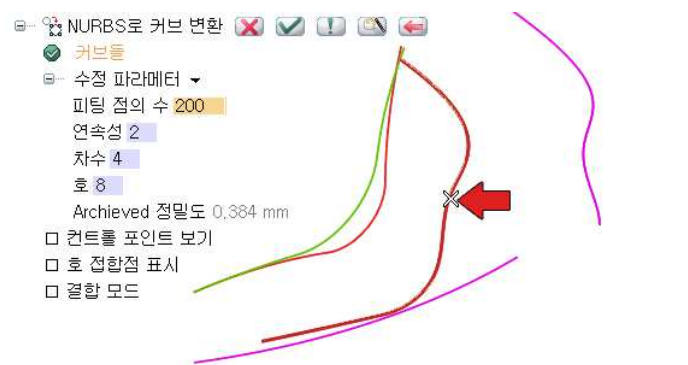 NURBS로 커브 변환
커브들
수정 파라메터
피팅 점의 수 200
연속성 2
차수 4
호 8
Archieved 정밀도 0,384 mm
컨트롤 포인트 보기
호 접합점 표시
결합 모드